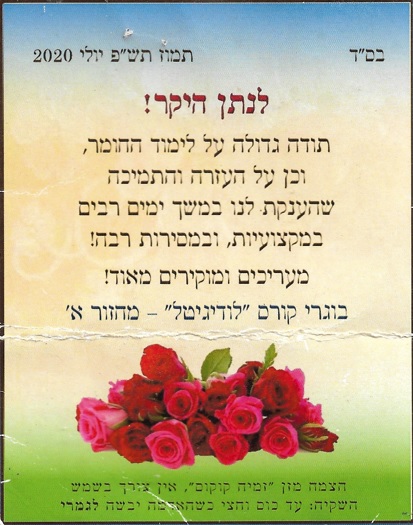 בס"ד
תמוז תש"פ יולי 2020
לנתן היקר!
תודה גדולה על לימוד החומר,
וכן על העזרה והתמיכה
שהענקת לנו במשך ימים רבים
במקצועיות, ובמסירות רבה!
מעריכים ומוקירים מאוד!
בוגרי קורס "לודיגיטל" – מחזור א'
הצמח מזן "זמיה קוקוס", אין צורך בשמש
השקיה: עד כוס וחצי כשהאדמה יבשה לגמרי